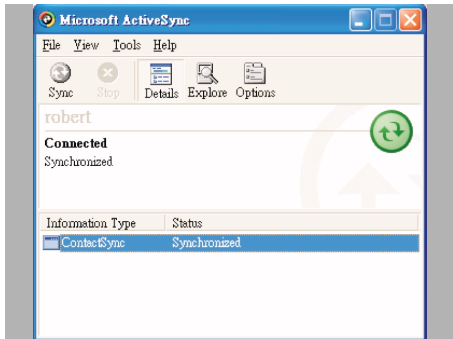 Microsoft ActiveSync
File View Tools Help
Sync Stop Details Explore Options
robert
Connected
Synchronized
Information Type Status
ContactSync Synchronized